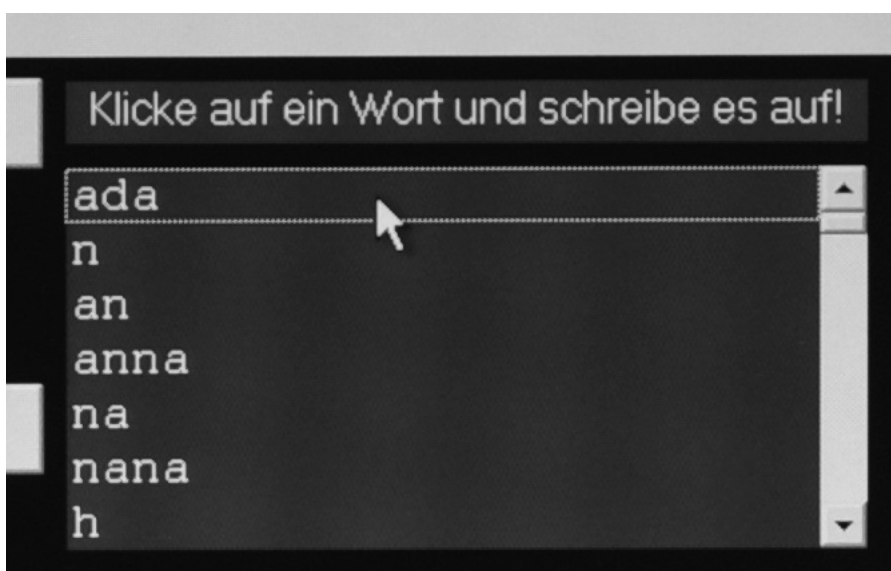 Klicke auf ein Wort und schreibe es auf!
ada
n
an
anna
na
nana
h